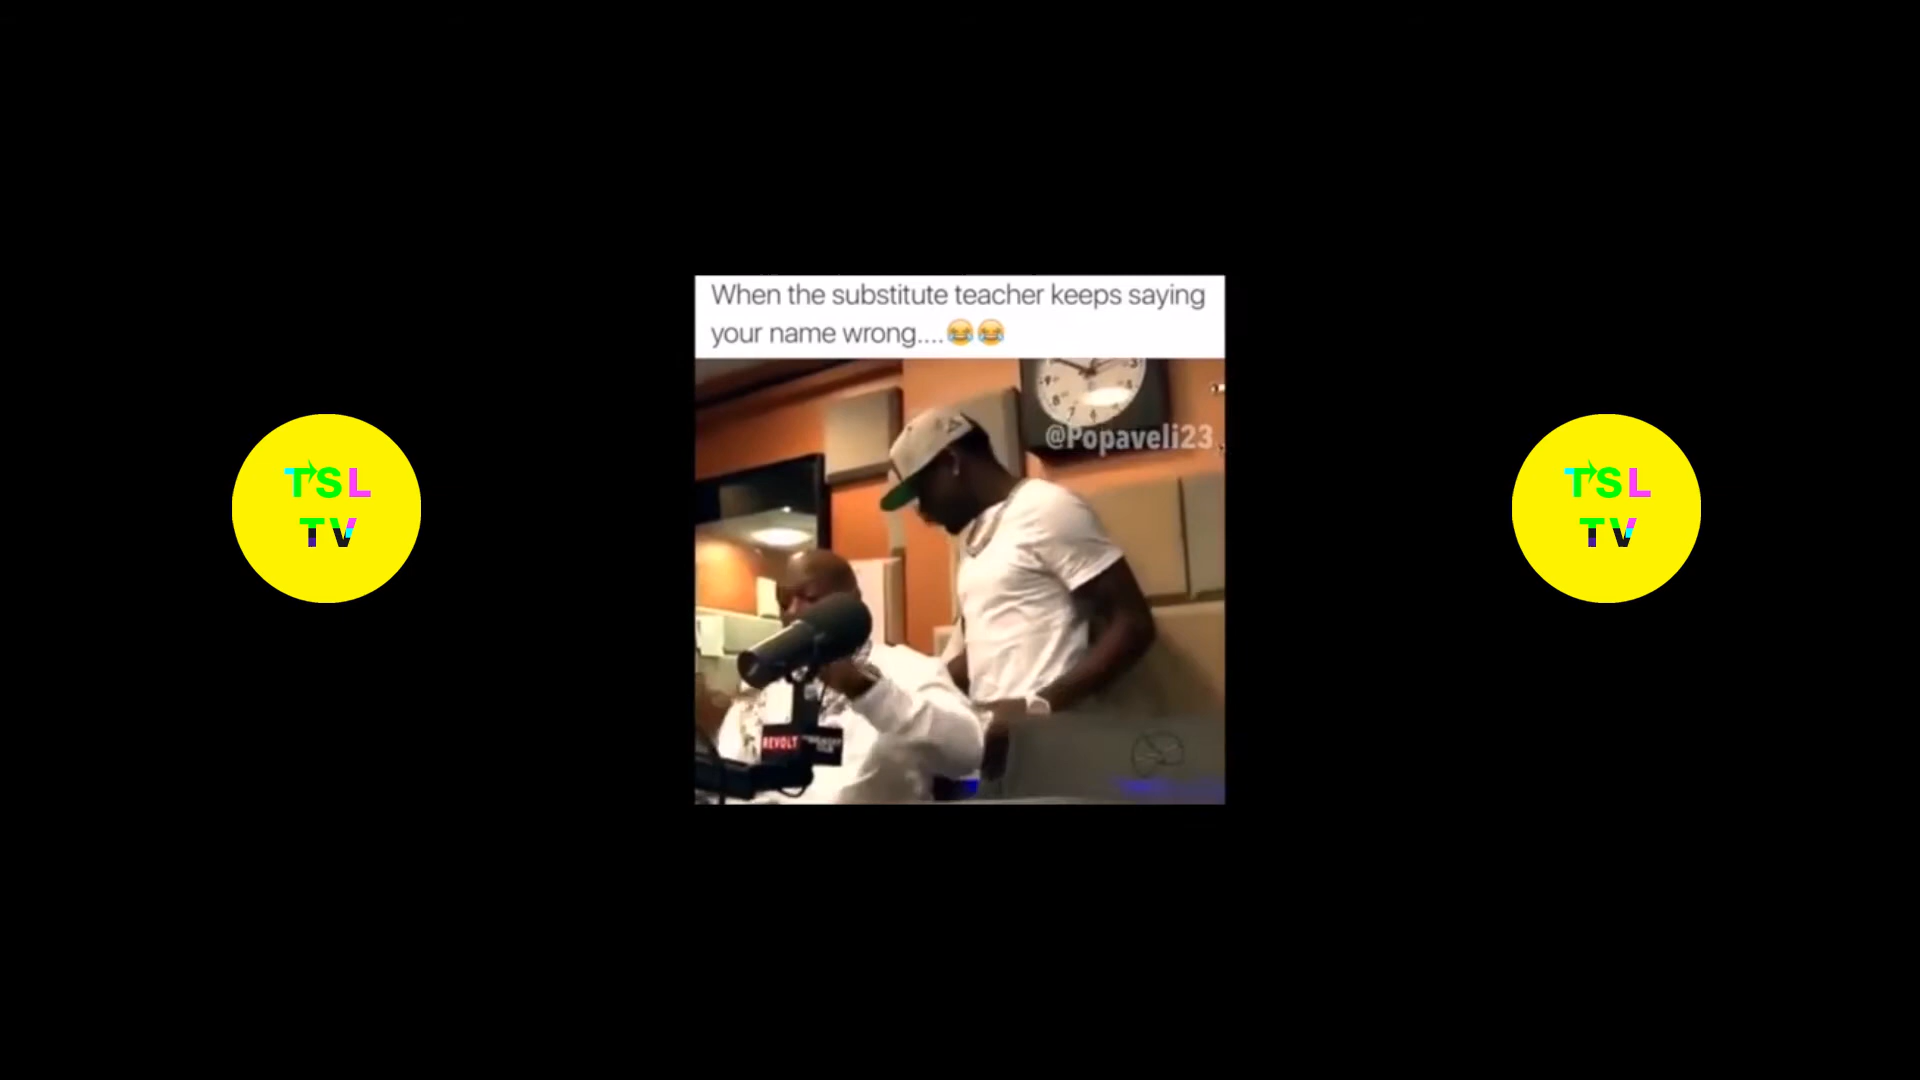 When the substitute teacher keeps saying
your name wrong....😂😂
@Popaveli23
TSL
TV
TSL
TV
REVOLT